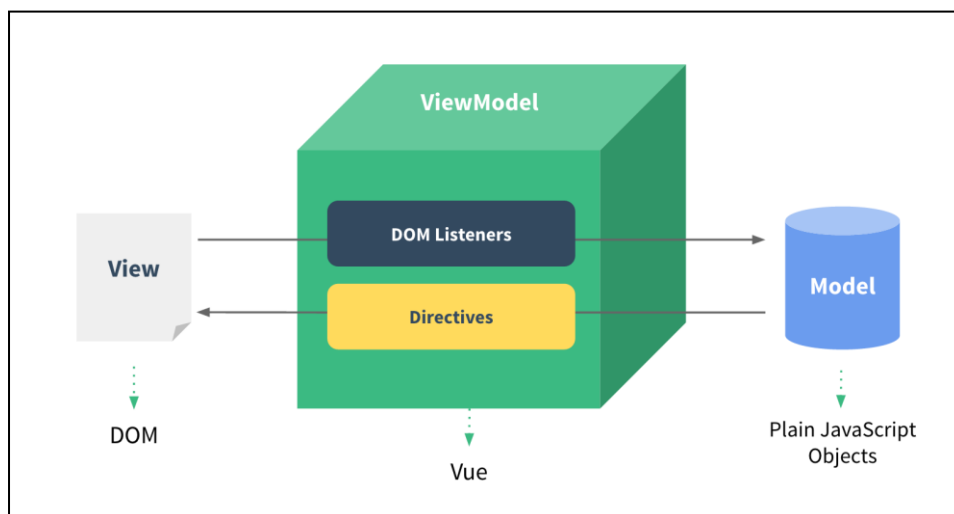 ViewModel
DOM Listeners
View
Model
Directives
DOM
Vue
Plain JavaScript
Objects